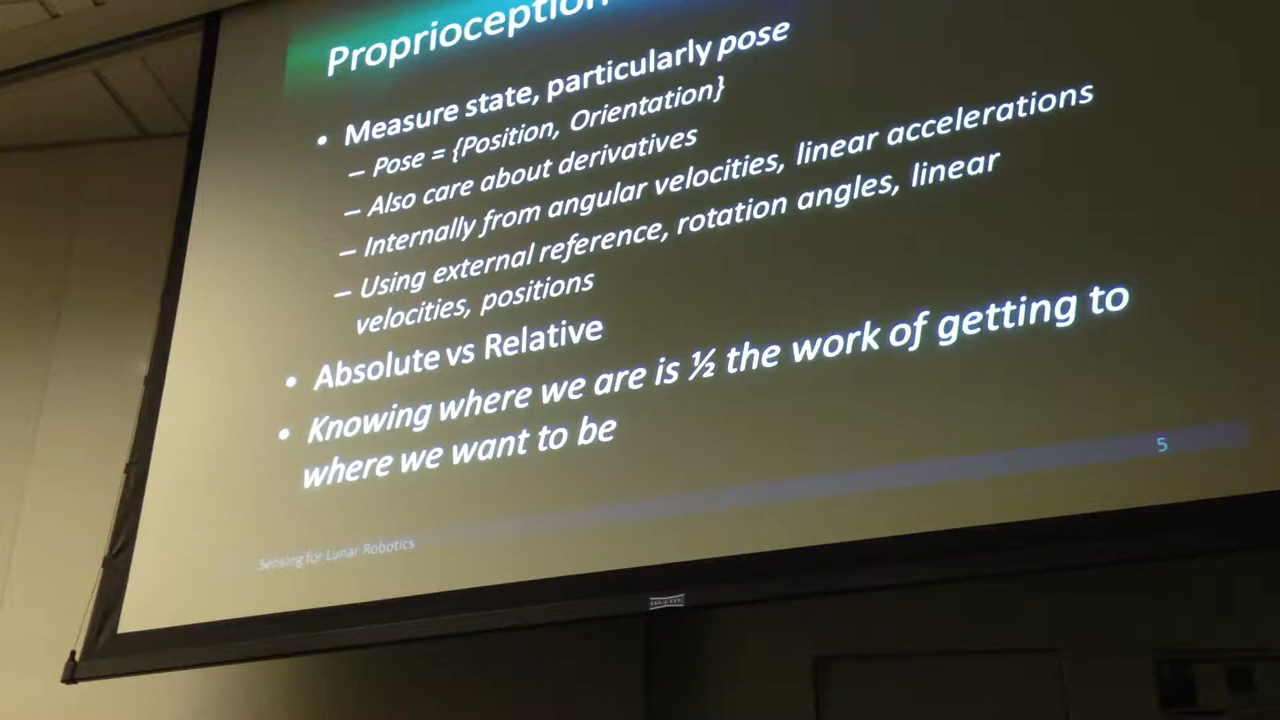 Proprioception
• Measure state, particularly pose
– Pose = {Position, Orientation}
– Also care about derivatives
– Internally from angular velocities, linear accelerations
– Using external reference, rotation angles, linear
velocities, positions
• Absolute vs Relative
• Knowing where we are is ½ the work of getting to
where we want to be
5
Sensing for Lunar Robotics
DA-LITE